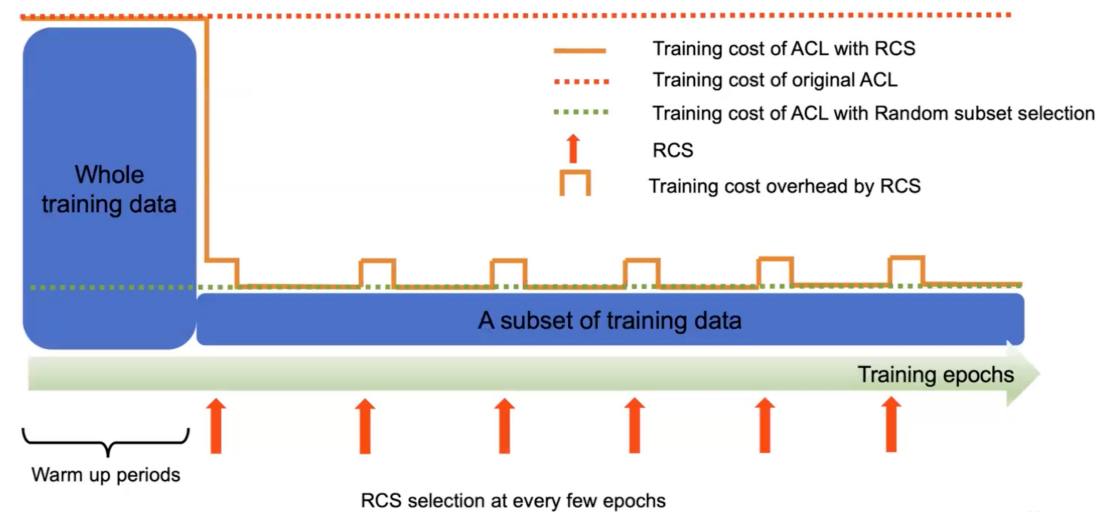 Training cost of ACL with RCS
Training cost of original ACL
Training cost of ACL with Random subset selection
RCS
Training cost overhead by RCS
Whole
training data
A subset of training data
Training epochs
Warm up periods
RCS selection at every few epochs